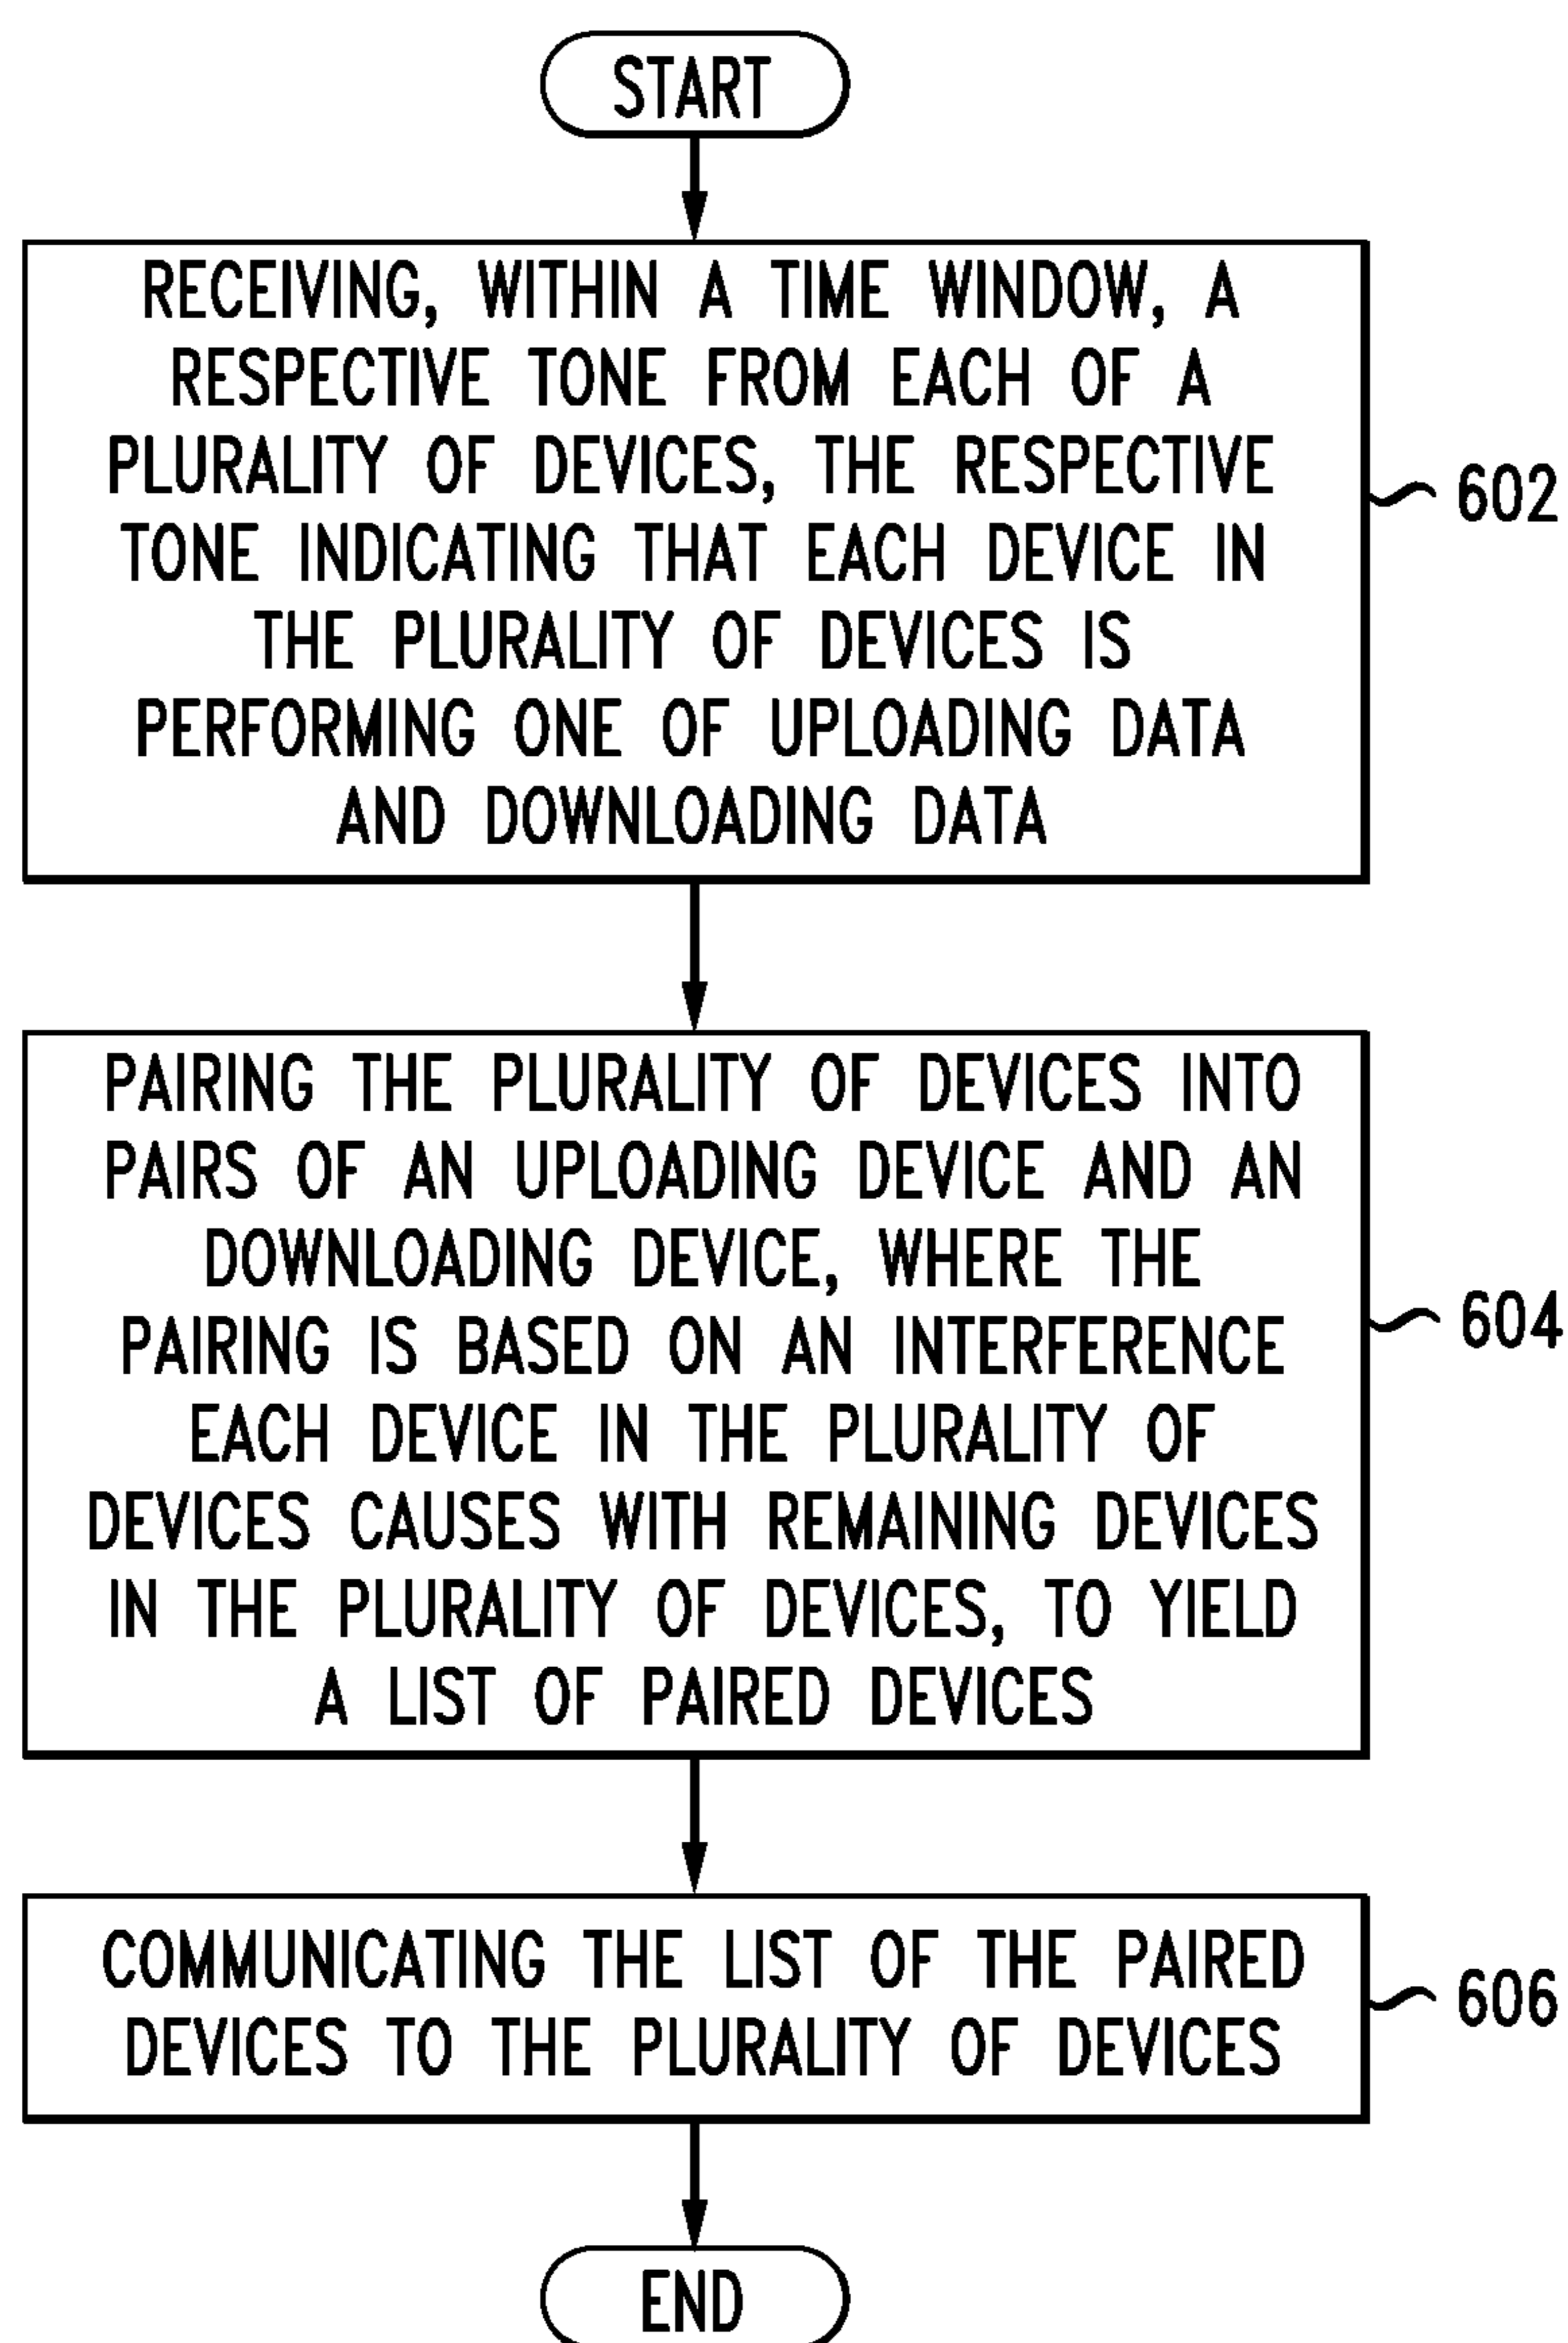 START
RECEIVING, WITHIN A TIME WINDOW, A
RESPECTIVE TONE FROM EACH OF A
PLURALITY OF DEVICES, THE RESPECTIVE
TONE INDICATING THAT EACH DEVICE IN
THE PLURALITY OF DEVICES IS
PERFORMING ONE OF UPLOADING DATA
AND DOWNLOADING DATA
602
PAIRING THE PLURALITY OF DEVICES INTO
PAIRS OF AN UPLOADING DEVICE AND AN
DOWNLOADING DEVICE, WHERE THE
PAIRING IS BASED ON AN INTERFERENCE
EACH DEVICE IN THE PLURALITY OF
DEVICES CAUSES WITH REMAINING DEVICES
IN THE PLURALITY OF DEVICES, TO YIELD
A LIST OF PAIRED DEVICES
604
COMMUNICATING THE LIST OF THE PAIRED
DEVICES TO THE PLURALITY OF DEVICES
606
END